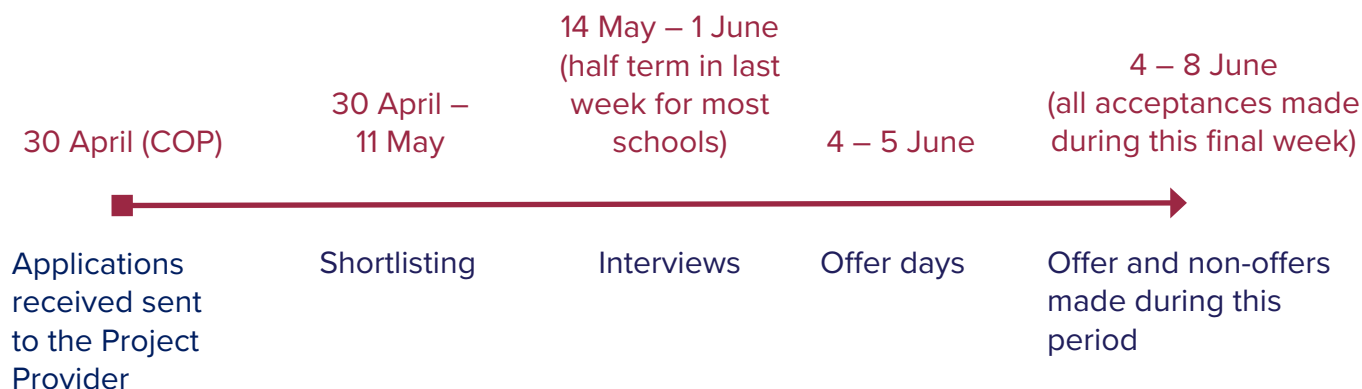 30 April (COP)
30 April –
11 May
14 May – 1 June
(half term in last
week for most
schools)
4 – 5 June
4 – 8 June
(all acceptances made
during this final week)
Applications
received sent
to the Project
Provider
Shortlisting
Interviews
Offer days
Offer and non-offers
made during this
period